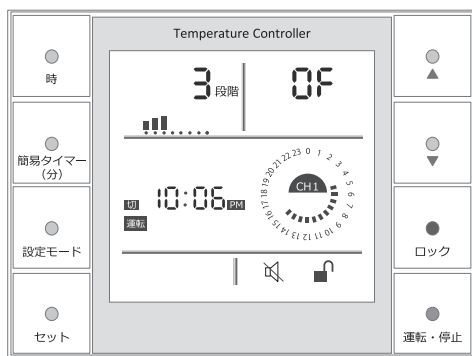 Temperature Controller
時
簡易タイマー
(分)
設定モード
セット
3 段階
0F
切 10:06 PM
運転
0 1 2 3 4 5 6 7 8 9 10 11 12 13 14 15 16 17 18 19 20 21 22 23
CH1
▲
▼
ロック
運転・停止